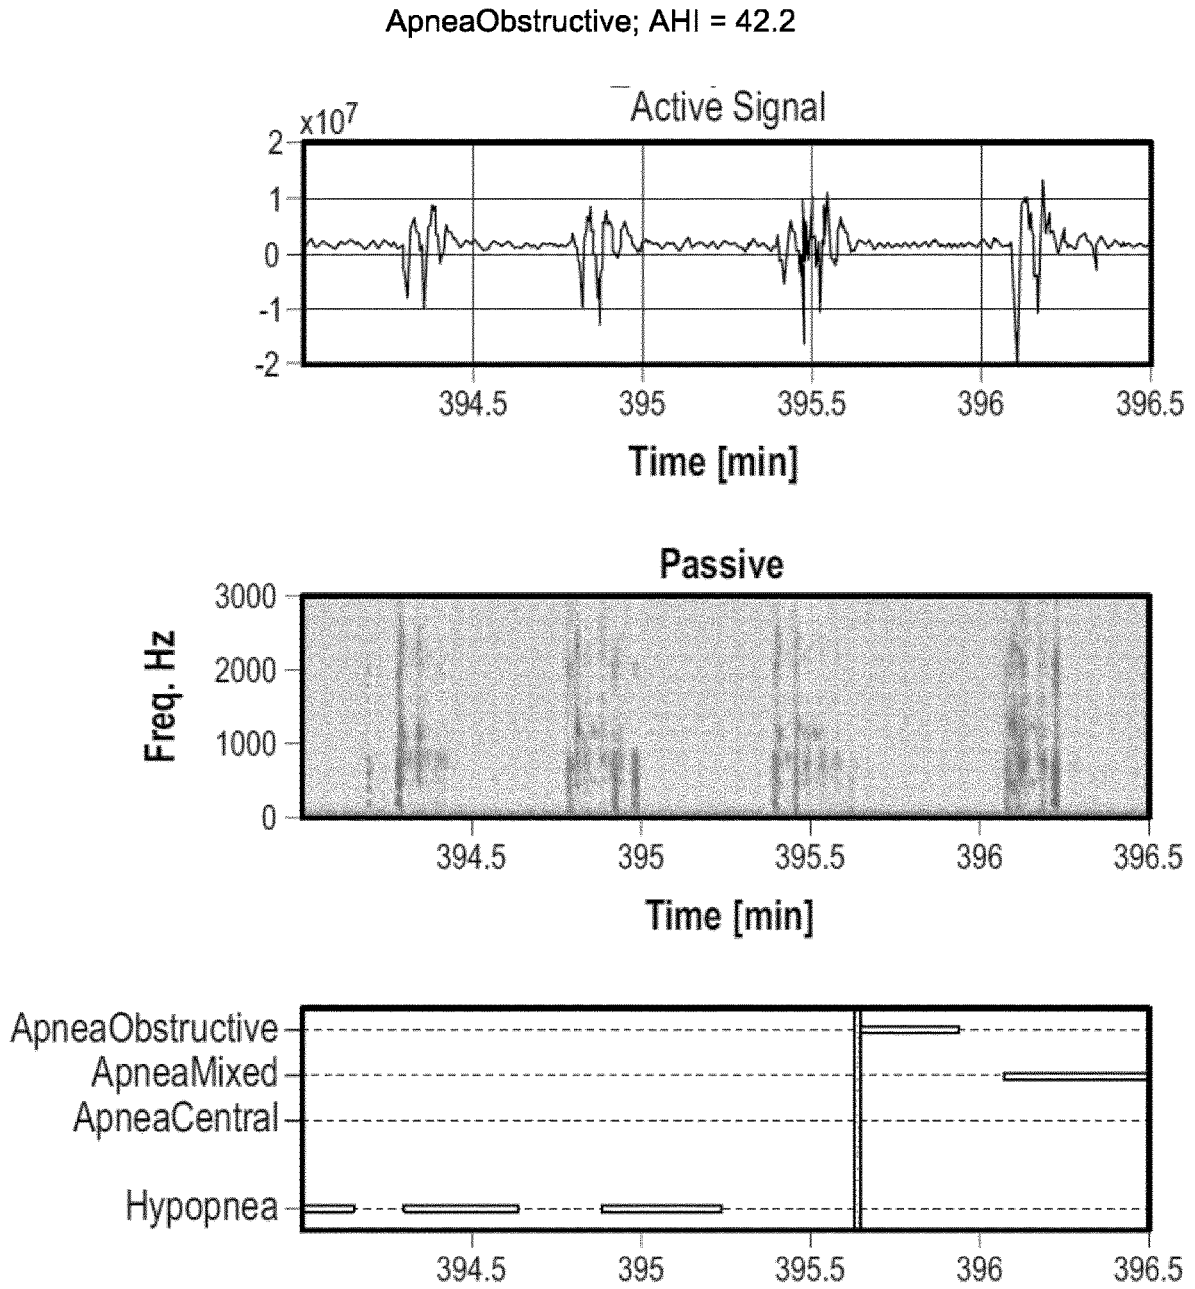 ApneaObstructive; AHI = 42.2
Active Signal
x10⁷
2
1
0
-1
-2
394.5 395 395.5 396 396.5
Time [min]
Passive
Freq. Hz
3000
2000
1000
0
394.5 395 395.5 396 396.5
Time [min]
ApneaObstructive
ApneaMixed
ApneaCentral
Hypopnea
394.5 395 395.5 396 396.5